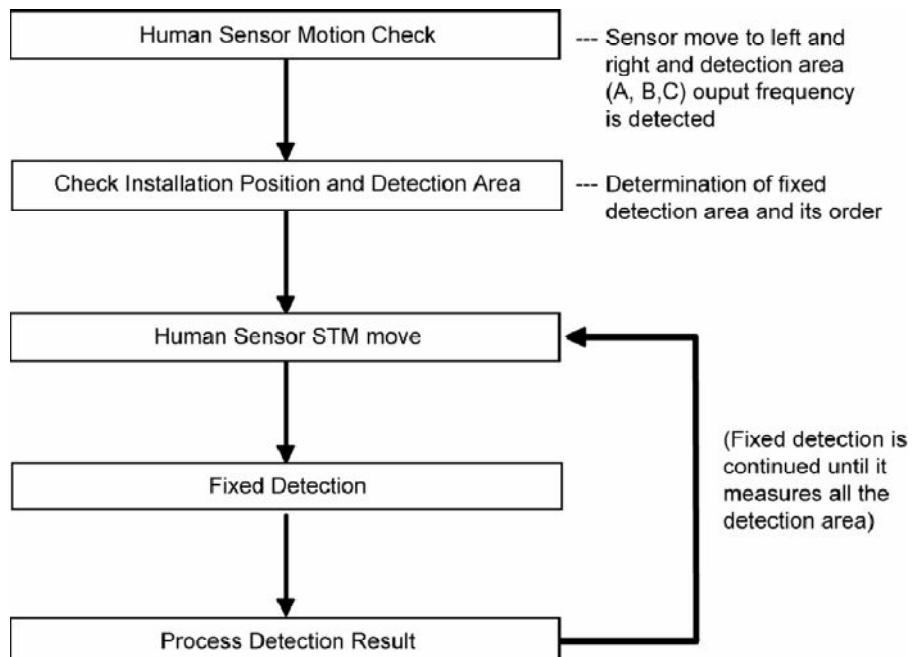 Human Sensor Motion Check
--- Sensor move to left and
right and detection area
(A, B,C) ouput frequency
is detected
Check Installation Position and Detection Area
--- Determination of fixed
detection area and its order
Human Sensor STM move
(Fixed detection is
continued until it
measures all the
detection area)
Fixed Detection
Process Detection Result